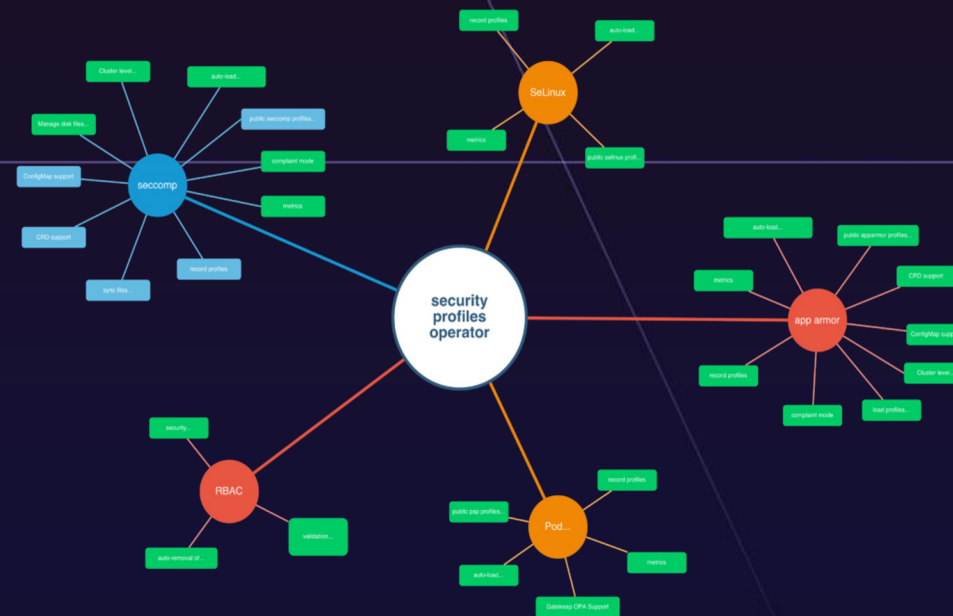 record profiles
auto-load...
SeLinux
metrics
public selinux profi...
Cluster level...
auto-load...
public seccomp profiles...
Manage disk files...
complaint mode
ConfigMap support
seccomp
metrics
CRD support
record profiles
sync files...
security
profiles
operator
auto-load...
public apparmor profiles...
metrics
CRD support
app armor
ConfigMap supp
Cluster level...
record profiles
load profiles...
complaint mode
security...
RBAC
validation...
auto-removal of...
record profiles
public psp profiles...
Pod...
metrics
auto-load...
Gatekeep OPA Support